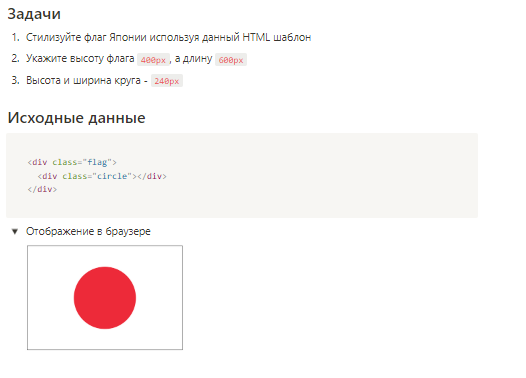 Задачи
1. Стилизуйте флаг Японии используя данный HTML шаблон
2. Укажите высоту флага 400px, а длину 600px
3. Высота и ширина круга - 240px
Исходные данные
<div class="flag">
  <div class="circle"></div>
</div>
▼ Отображение в браузере